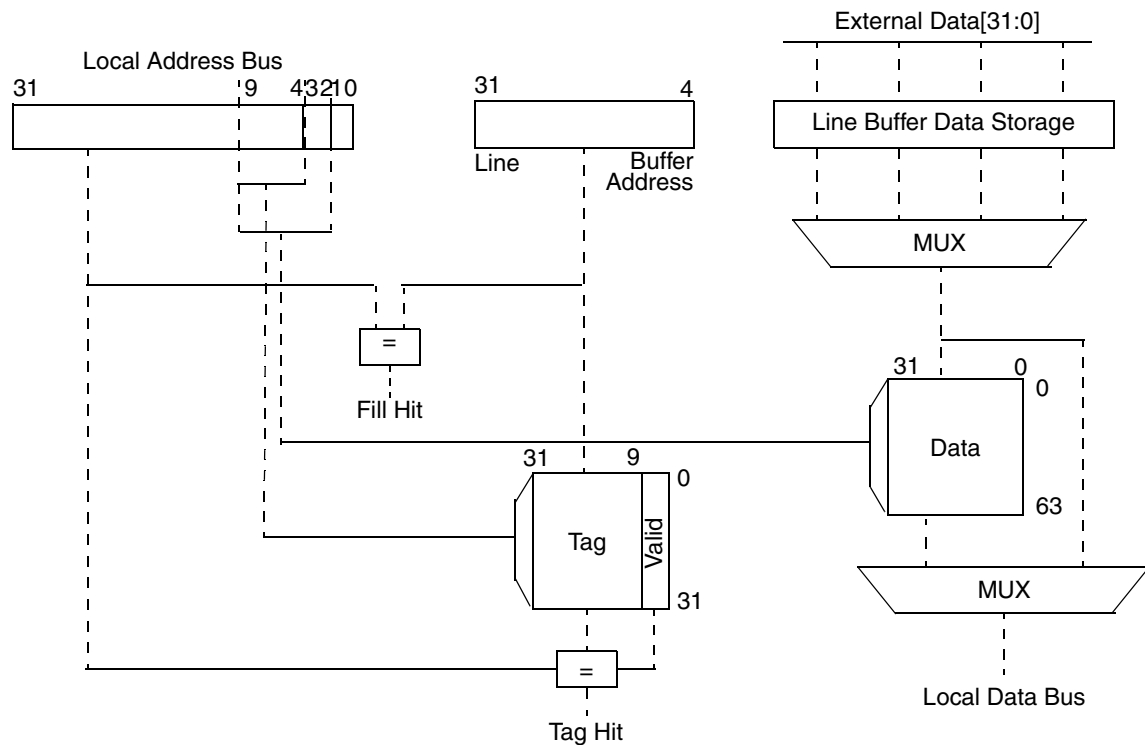 External Data[31:0]
Local Address Bus
31 9 4 3 2 1 0
31 4
Line Buffer Data Storage
Line Buffer
Address
MUX
=
Fill Hit
31 0
0
Data
63
31 9
0
Tag Valid
31
MUX
=
Local Data Bus
Tag Hit